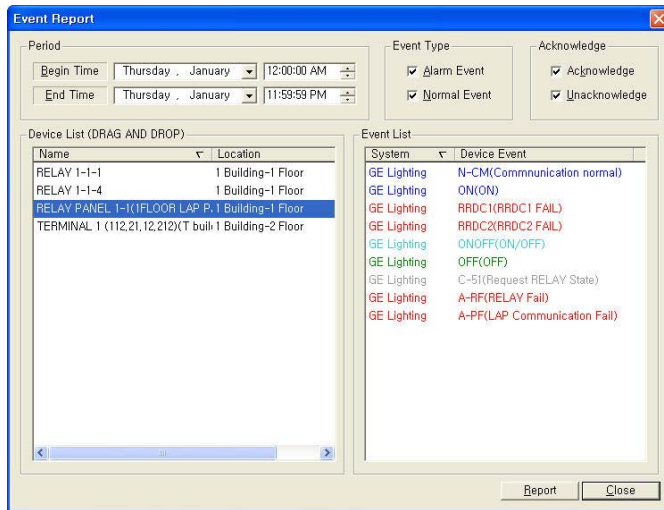 Event Report
Period
Begin Time Thursday , January 12:00:00 AM
End Time Thursday , January 11:59:59 PM
Event Type
Alarm Event
Normal Event
Acknowledge
Acknowledge
Unacknowledge
Device List (DRAG AND DROP)
Name Location
RELAY 1-1-1 1 Building-1 Floor
RELAY 1-1-4 1 Building-1 Floor
RELAY PANEL 1-1(1FLOOR LAP P. 1 Building-1 Floor
TERMINAL 1 (112,21,12,212)(T buil 1 Building-2 Floor
Event List
System Device Event
GE Lighting N-CM(Commnunication normal)
GE Lighting ON(ON)
GE Lighting RRDC1(RRDC1 FAIL)
GE Lighting RRDC2(RRDC2 FAIL)
GE Lighting ONOFF(ON/OFF)
GE Lighting OFF(OFF)
GE Lighting C-51(Request RELAY State)
GE Lighting A-RF(RELAY Fail)
GE Lighting A-PF(LAP Communication Fail)
Report Close